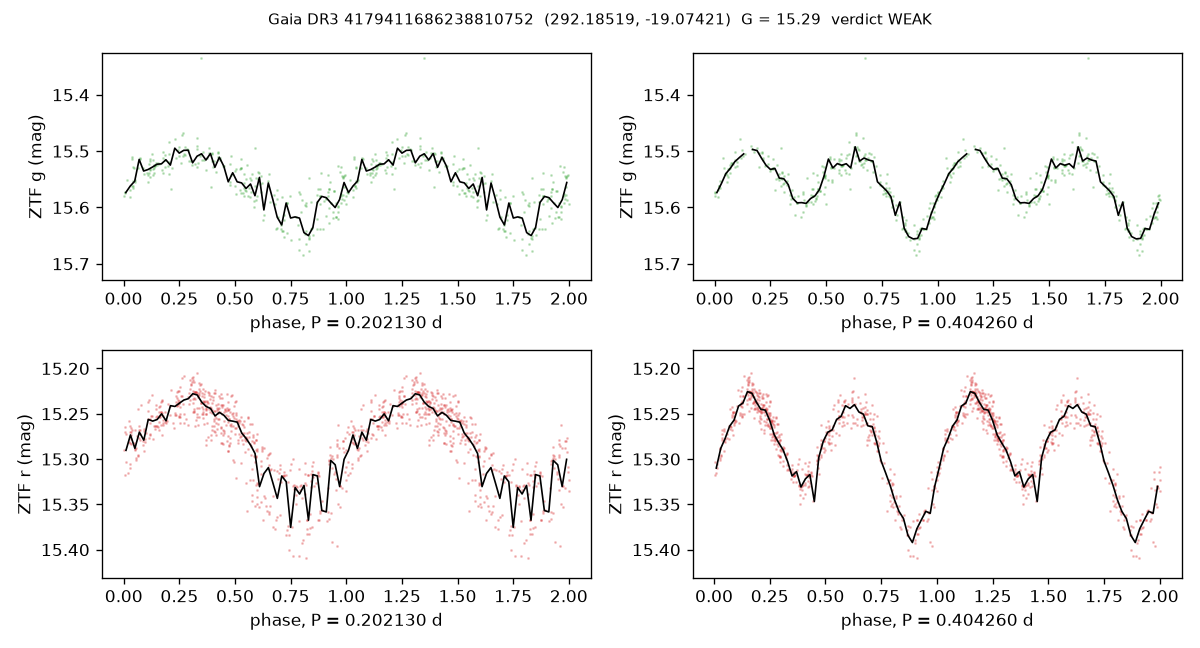 Gaia DR3 4179411686238810752 (292.18519, -19.07421) G = 15.29 verdict WEAK
ZTF g (mag)
15.4
15.5
15.6
15.7
0.00 0.25 0.50 0.75 1.00 1.25 1.50 1.75 2.00
phase, P = 0.202130 d
ZTF g (mag)
15.4
15.5
15.6
15.7
0.00 0.25 0.50 0.75 1.00 1.25 1.50 1.75 2.00
phase, P = 0.404260 d
ZTF r (mag)
15.20
15.25
15.30
15.35
15.40
0.00 0.25 0.50 0.75 1.00 1.25 1.50 1.75 2.00
phase, P = 0.202130 d
ZTF r (mag)
15.20
15.25
15.30
15.35
15.40
0.00 0.25 0.50 0.75 1.00 1.25 1.50 1.75 2.00
phase, P = 0.404260 d